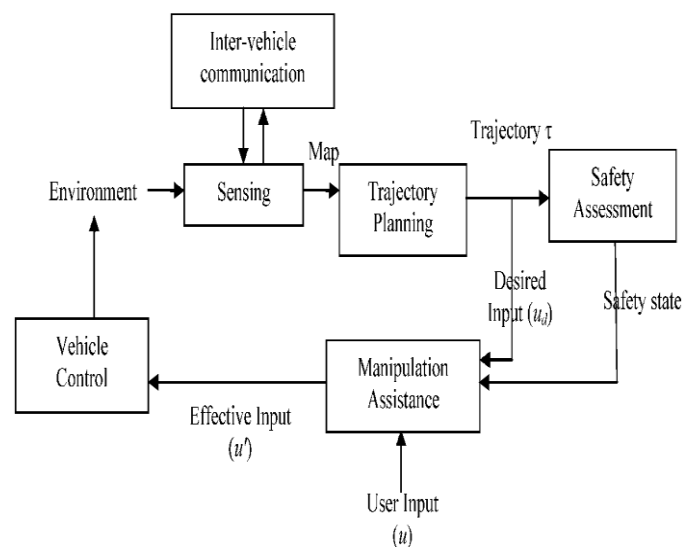 Inter-vehicle
communication
Trajectory τ
Map
Environment
Sensing
Trajectory
Planning
Safety
Assessment
Desired
Input (u_d)
Safety state
Vehicle
Control
Manipulation
Assistance
Effective Input
(u')
User Input
(u)